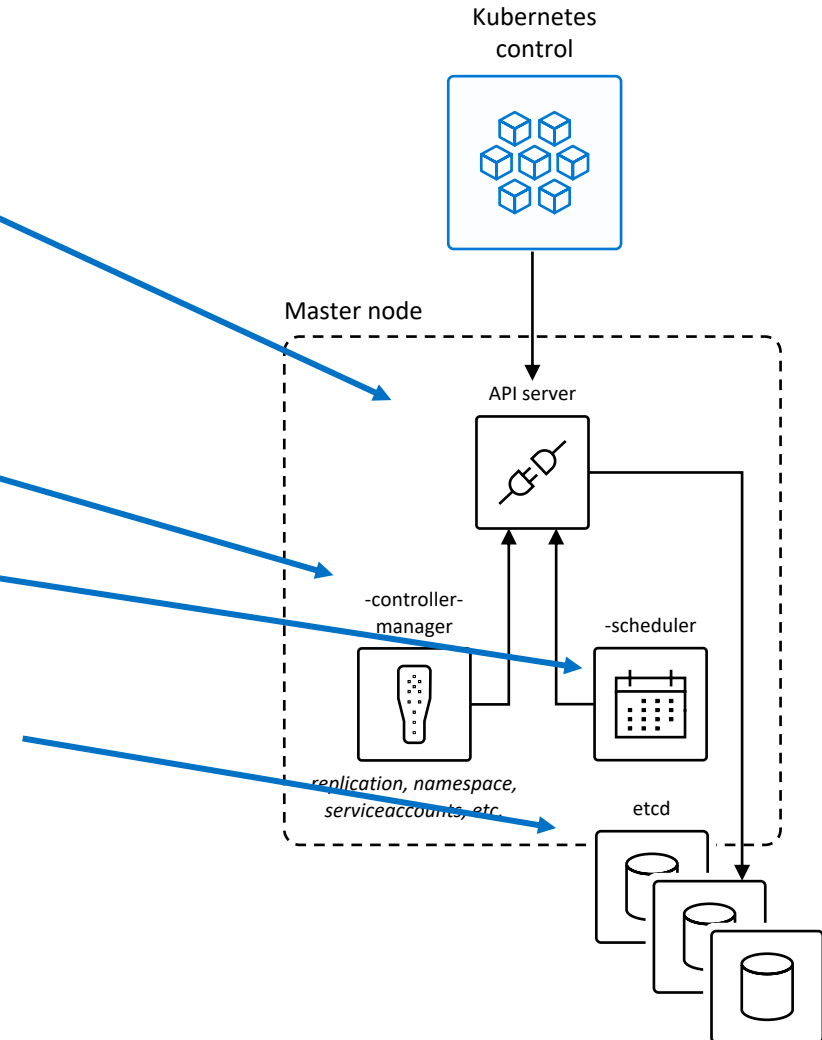 Kubernetes
control
Master node
API server
-controller-
manager
-scheduler
replication, namespace,
serviceaccounts, etc.
etcd